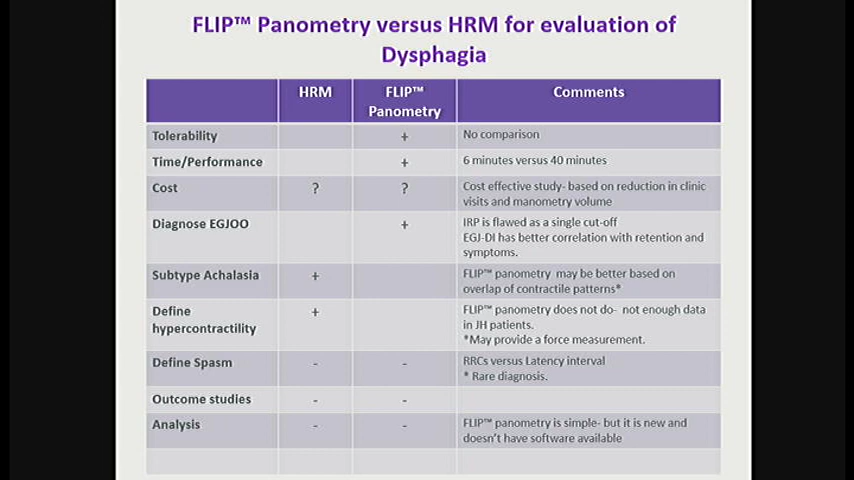 FLIP™ Panometry versus HRM for evaluation of
Dysphagia
HRM FLIP™ Panometry Comments
Tolerability + No comparison
Time/Performance + 6 minutes versus 40 minutes
Cost ? ? Cost effective study- based on reduction in clinic
visits and manometry volume
Diagnose EGJOO + IRP is flawed as a single cut-off
EGJ-DI has better correlation with retention and
symptoms.
Subtype Achalasia + FLIP™ panometry may be better based on
overlap of contractile patterns*
Define
hypercontractility + FLIP™ panometry does not do- not enough data
in JH patients.
*May provide a force measurement.
Define Spasm - - RRCs versus Latency interval
* Rare diagnosis.
Outcome studies - -
Analysis - - FLIP™ panometry is simple- but it is new and
doesn't have software available